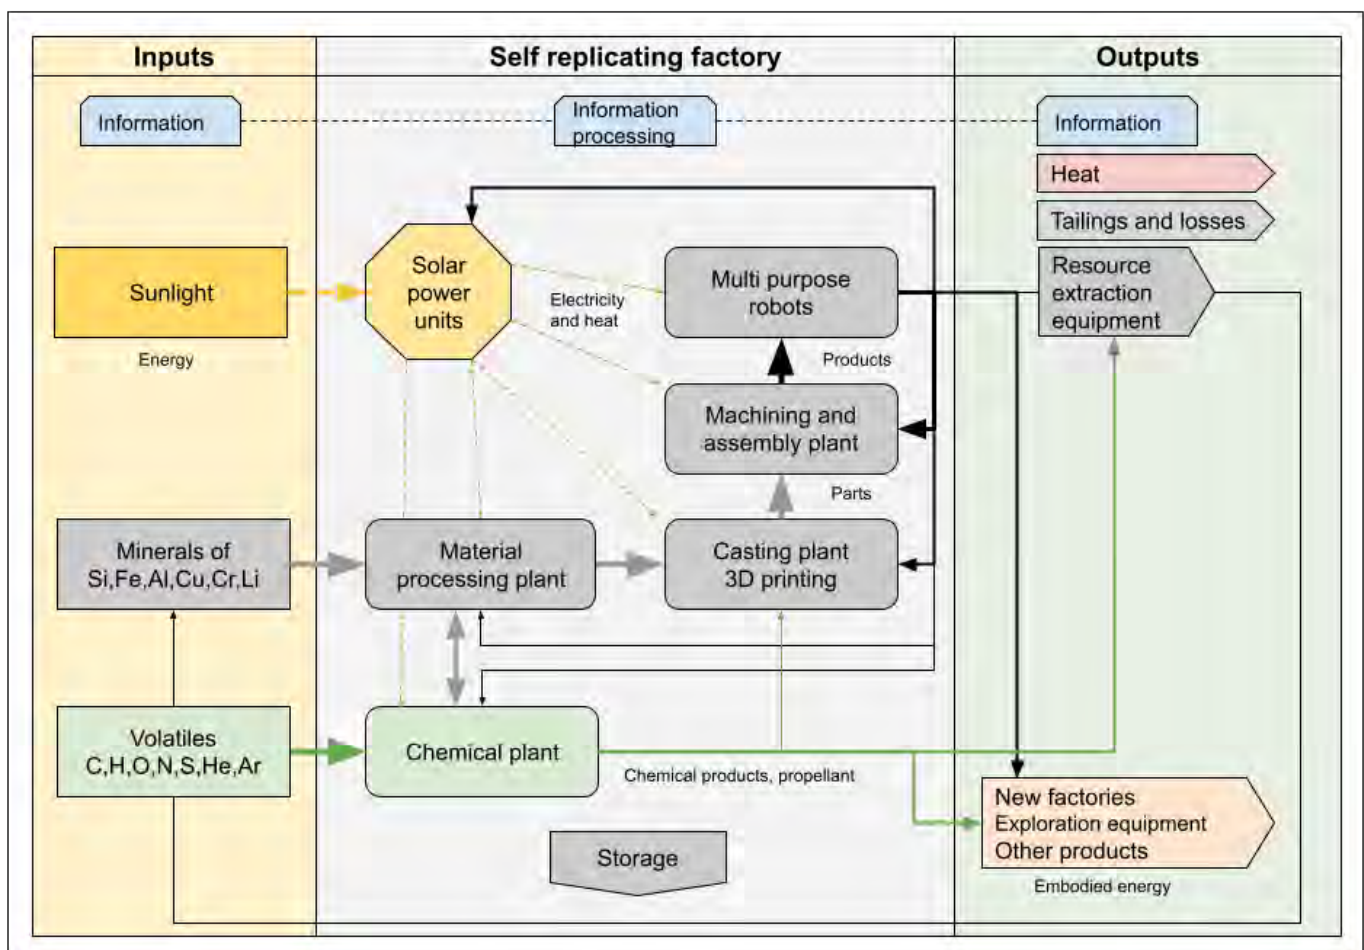 Inputs
Self replicating factory
Outputs
Information
Information
processing
Information
Heat
Tailings and losses
Sunlight
Energy
Solar
power
units
Electricity
and heat
Multi purpose
robots
Resource
extraction
equipment
Products
Machining and
assembly plant
Parts
Minerals of
Si,Fe,Al,Cu,Cr,Li
Material
processing plant
Casting plant
3D printing
Volatiles
C,H,O,N,S,He,Ar
Chemical plant
Chemical products, propellant
New factories
Exploration equipment
Other products
Embodied energy
Storage